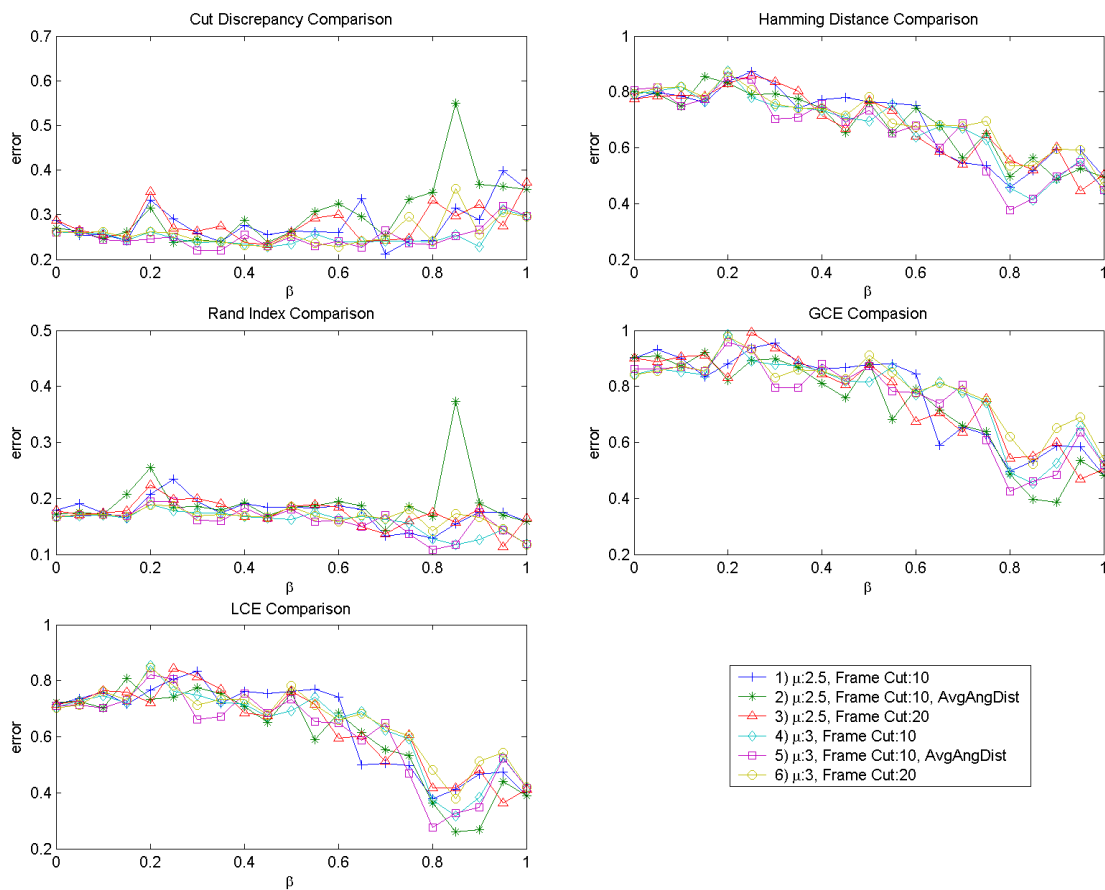 Cut Discrepancy Comparison
0.7
0.6
0.5
0.4
0.3
0.2
error
0 0.2 0.4 0.6 0.8 1
β
Hamming Distance Comparison
1
0.8
0.6
0.4
0.2
error
0 0.2 0.4 0.6 0.8 1
β
Rand Index Comparison
0.5
0.4
0.3
0.2
0.1
error
0 0.2 0.4 0.6 0.8 1
β
GCE Compasion
1
0.8
0.6
0.4
0.2
error
0 0.2 0.4 0.6 0.8 1
β
LCE Comparison
1
0.8
0.6
0.4
0.2
error
0 0.2 0.4 0.6 0.8 1
β
1) μ:2.5, Frame Cut:10
2) μ:2.5, Frame Cut:10, AvgAngDist
3) μ:2.5, Frame Cut:20
4) μ:3, Frame Cut:10
5) μ:3, Frame Cut:10, AvgAngDist
6) μ:3, Frame Cut:20